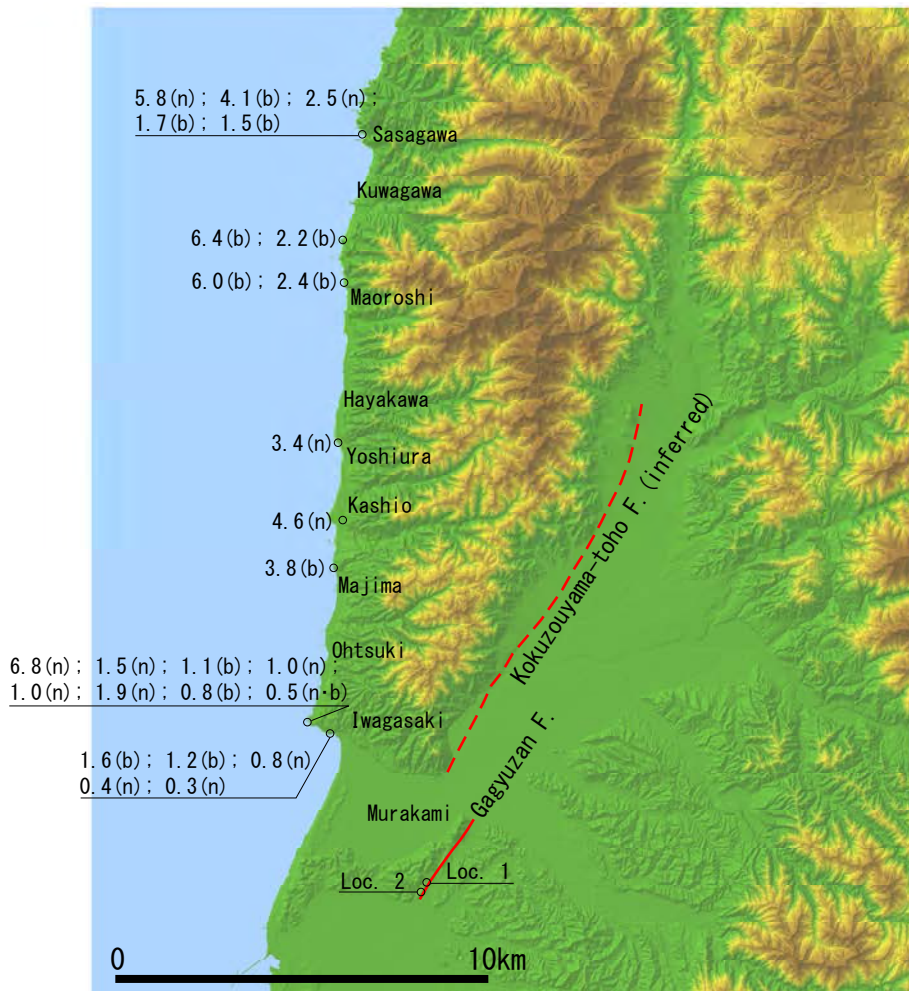 5.8(n)； 4.1(b)； 2.5(n)；
1.7(b)； 1.5(b)
Sasagawa
Kuwagawa
6.4(b)； 2.2(b)
6.0(b)； 2.4(b)
Maoroshi
Hayakawa
3.4(n)
Yoshiura
Kashio
4.6(n)
3.8(b)
Majima
Kokuzouyama-toho F. (inferred)
Ohtsuki
6.8(n)； 1.5(n)； 1.1(b)； 1.0(n)；
1.0(n)； 1.9(n)； 0.8(b)； 0.5(n･b)
Iwagasaki
1.6(b)； 1.2(b)； 0.8(n)
0.4(n)； 0.3(n)
Gagyuzan F.
Murakami
Loc. 1
Loc. 2
0 10km